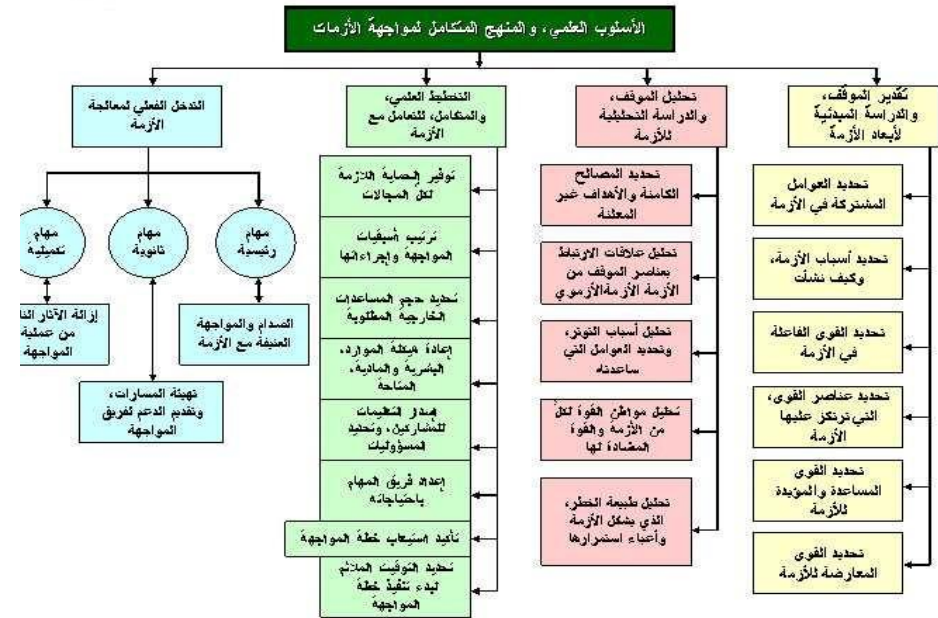 الأسلوب العلمي، والمنهج المتكامل لمواجهة الأزمات
تقدير الموقف،
والدراسة المبدئية
لأبعاد الأزمة
تحديد العوامل
المشتركة في الأزمة
تحديد أسباب الأزمة،
وكيف نشأت
تحديد القوى الفاعلة
في الأزمة
تحديد عناصر القوى،
التي ترتكز عليها
الأزمة
تحديد القوى
المساعدة والمؤيدة
للأزمة
تحديد القوى
المعارضة للأزمة
تحليل الموقف،
والدراسة التحليلية
للأزمة
تحديد المصالح
الكامنة والأهداف غير
المعلنة
تحليل علاقات الارتباط
بعناصر الموقف من
الأزمة الأزمةالأزموي
تحليل أسباب التوتر،
وتحديد العوامل التي
ساعدته
تحليل مواطن القوة لكل
من الأزمة والقوة
المضادة لها
تحليل طبيعة الخطر،
الذي يشكل الأزمة
وأعباء استمرارها
التخطيط العلمي،
والمتكامل، للتعامل مع
الأزمة
توفير الحماية اللازمة
لكل المجالات
ترتيب أسبقيات
المواجهة وإجراءاتها
تحديد حجم المساعدات
الخارجية المطلوبة
إعادة هيكلة الموارد،
البشرية والمادية،
المتاحة
إصدار التعليمات
للمشاركين، وتحديد
المسؤوليات
إعداد فريق المهام
باحتياجاته
تأكيد استيعاب خطة المواجهة
تحديد التوقيت الملائم
لبدء تنفيذ خطة
المواجهة
التدخل الفعلي لمعالجة
الأزمة
مهام
رئيسية
مهام
ثانوية
مهام
تكميلية
الصدام والمواجهة
العنيفة مع الأزمة
تهيئة المسارات،
وتقديم الدعم لفريق
المواجهة
إزالة الآثار
من عملية
المواجهة